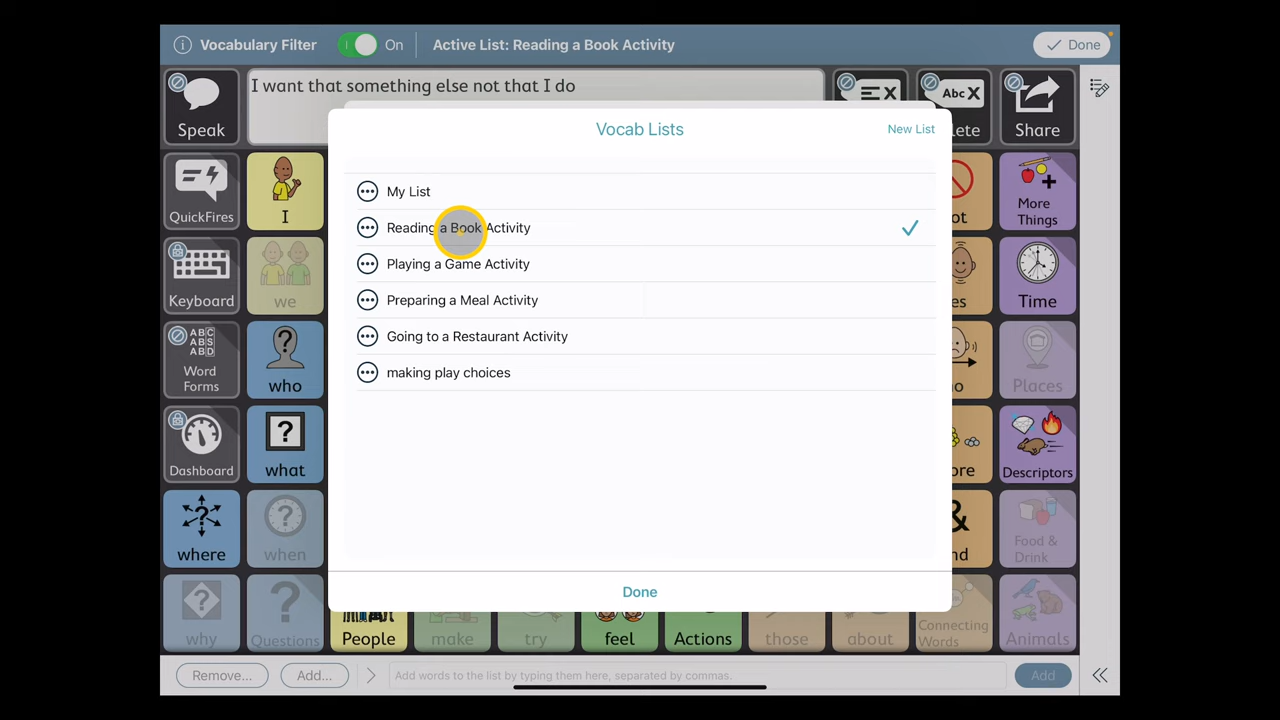 Vocabulary Filter On Active List: Reading a Book Activity Done
I want that something else not that I do
Speak Abc X Share
Vocab Lists New List
QuickFires I My List More Things
Reading a Book Activity
Playing a Game Activity
Keyboard we Preparing a Meal Activity Time
Going to a Restaurant Activity
ABC ABS ABD
Word Forms who making play choices Places
Dashboard what Descriptors
where when Food & Drink
Done
why Questions People make try feel Actions those about Connecting Words Animals
Remove... Add... Add words to the list by typing them here, separated by commas. Add